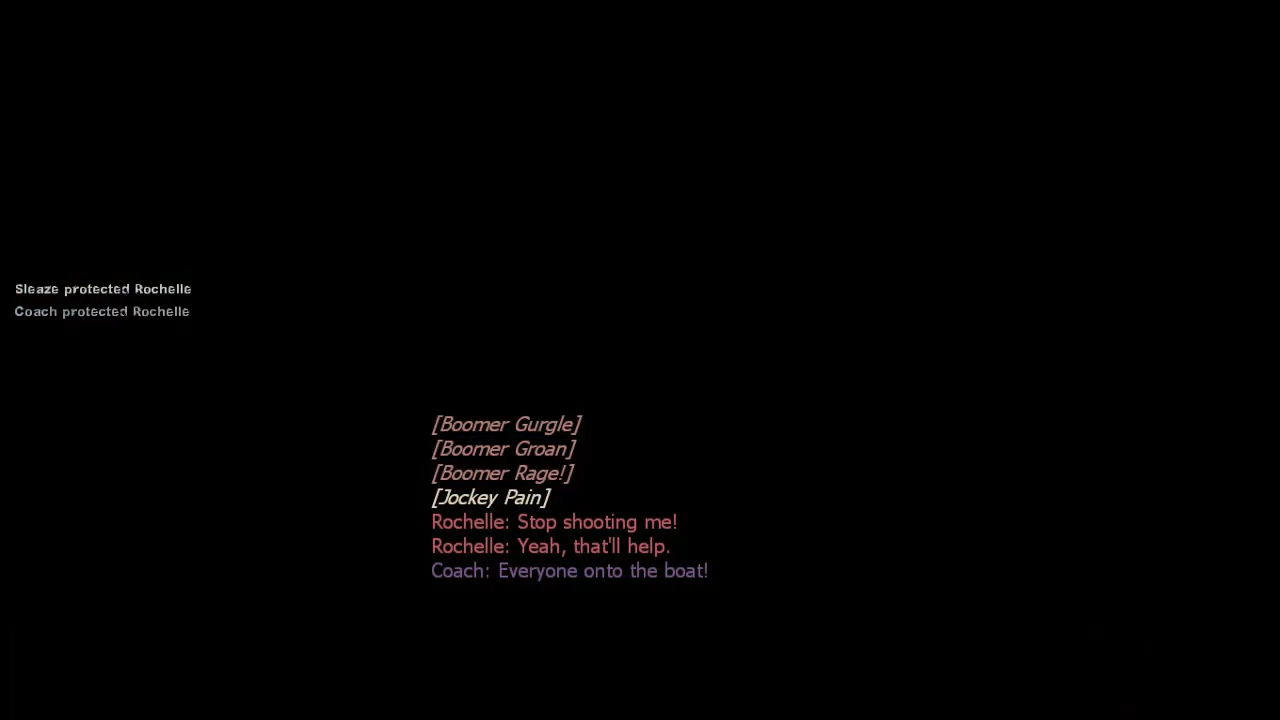 Sleaze protected Rochelle
Coach protected Rochelle
[Boomer Gurgle]
[Boomer Groan]
[Boomer Rage!]
[Jockey Pain]
Rochelle: Stop shooting me!
Rochelle: Yeah, that'll help.
Coach: Everyone onto the boat!